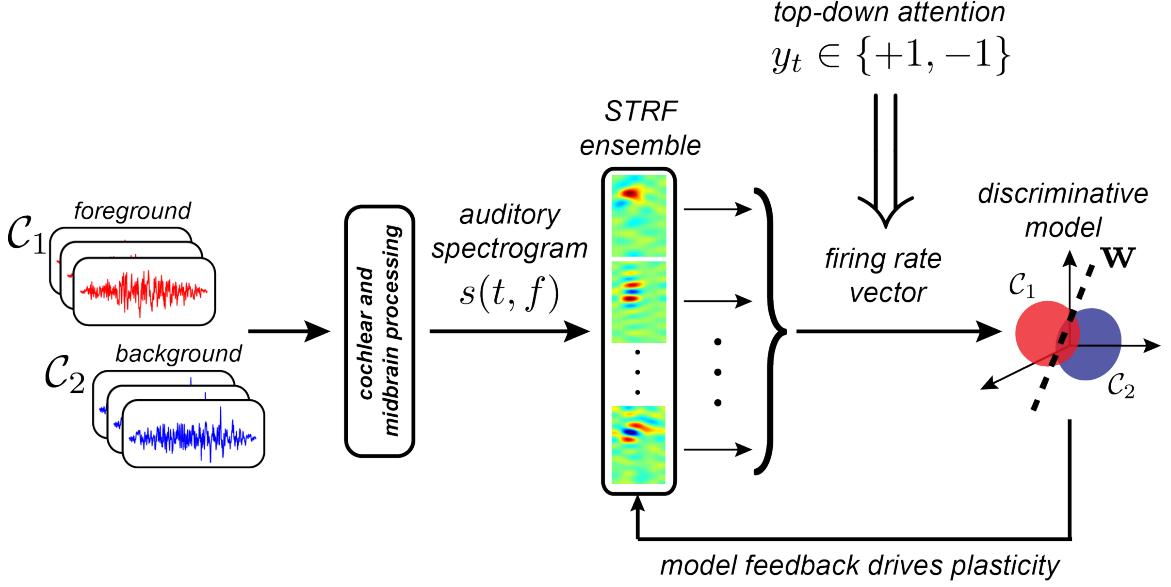 top-down attention
y_t ∈ {+1, −1}
STRF
ensemble
foreground
C_1
background
C_2
cochlear and
midbrain processing
auditory
spectrogram
s(t, f)
firing rate
vector
discriminative
model
w
C_1
C_2
model feedback drives plasticity